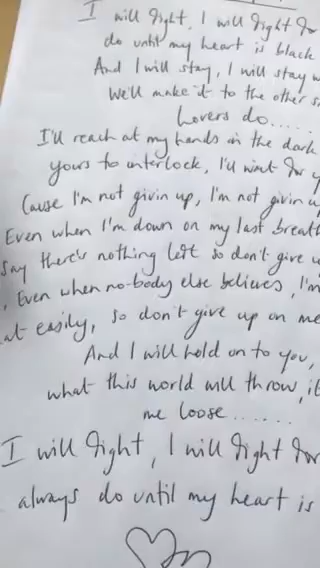 I will fight, I will fight for
do until my heart is black
And I will stay, I will stay w
We'll make it to the other s
Lovers do.....
I'll reach at my hands in the dark
yours to interlock, I'll wait for y
Cause I'm not givin up, I'm not givin u
Even when I'm down on my last breath
Say there's nothing left so don't give u
, Even when no-body else believes, I'm
at easily, so don't give up on me
And I will hold on to you,
what this world will throw, it
me loose......
I will fight, I will fight for
always do until my heart is